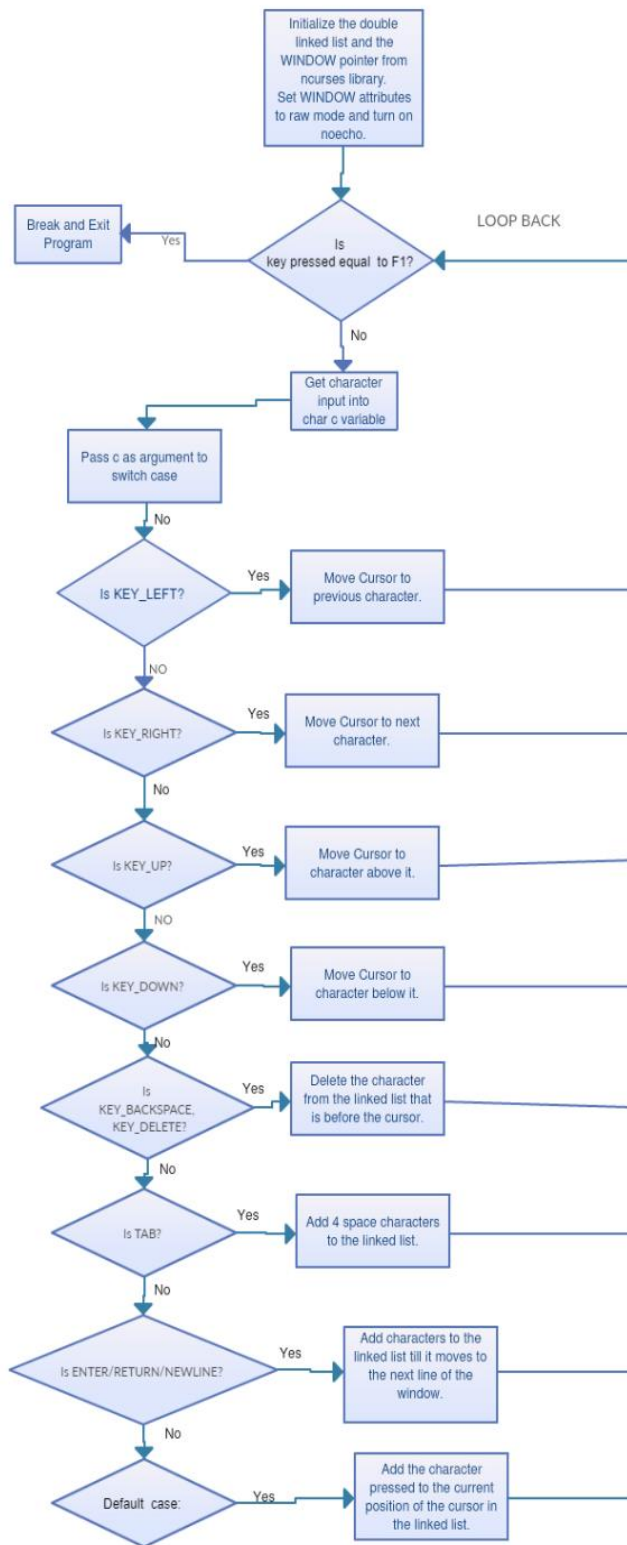 Initialize the double
linked list and the
WINDOW pointer from
ncurses library.
Set WINDOW attributes
to raw mode and turn on
noecho.
Break and Exit
Program
Yes
Is
key pressed equal to F1?
LOOP BACK
No
Get character
input into
char c variable
Pass c as argument to
switch case
No
Is KEY_LEFT?
Yes
Move Cursor to
previous character.
NO
Is KEY_RIGHT?
Yes
Move Cursor to next
character.
No
Is KEY_UP?
Yes
Move Cursor to
character above it.
NO
Is KEY_DOWN?
Yes
Move Cursor to
character below it.
No
Is
KEY_BACKSPACE,
KEY_DELETE?
Yes
Delete the character
from the linked list that
is before the cursor.
No
Is TAB?
Yes
Add 4 space characters
to the linked list.
No
Is ENTER/RETURN/NEWLINE?
Yes
Add characters to the
linked list till it moves to
the next line of the
window.
No
Default case:
Yes
Add the character
pressed to the current
position of the cursor in
the linked list.